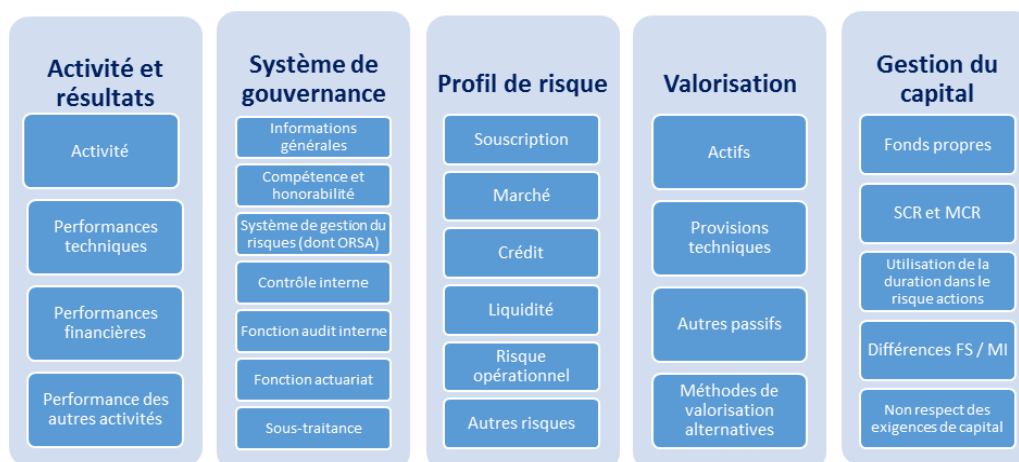 Activité et
résultats
Activité
Performances
techniques
Performances
financières
Performance des
autres activités
Système de
gouvernance
Informations
générales
Compétence et
honorabilité
Système de gestion du
risques (dont ORSA)
Contrôle interne
Fonction audit interne
Fonction actuariat
Sous-traitance
Profil de risque
Souscription
Marché
Crédit
Liquidité
Risque
opérationnel
Autres risques
Valorisation
Actifs
Provisions
techniques
Autres passifs
Méthodes de
valorisation
alternatives
Gestion du
capital
Fonds propres
SCR et MCR
Utilisation de la
duration dans le
risque actions
Différences FS / MI
Non respect des
exigences de capital